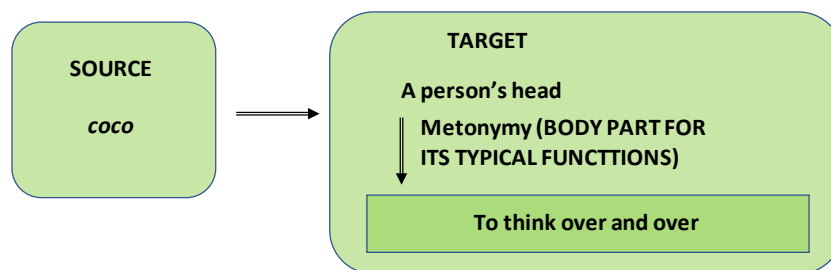 SOURCE
coco
TARGET
A person's head
Metonymy (BODY PART FOR
ITS TYPICAL FUNCTTIONS)
To think over and over